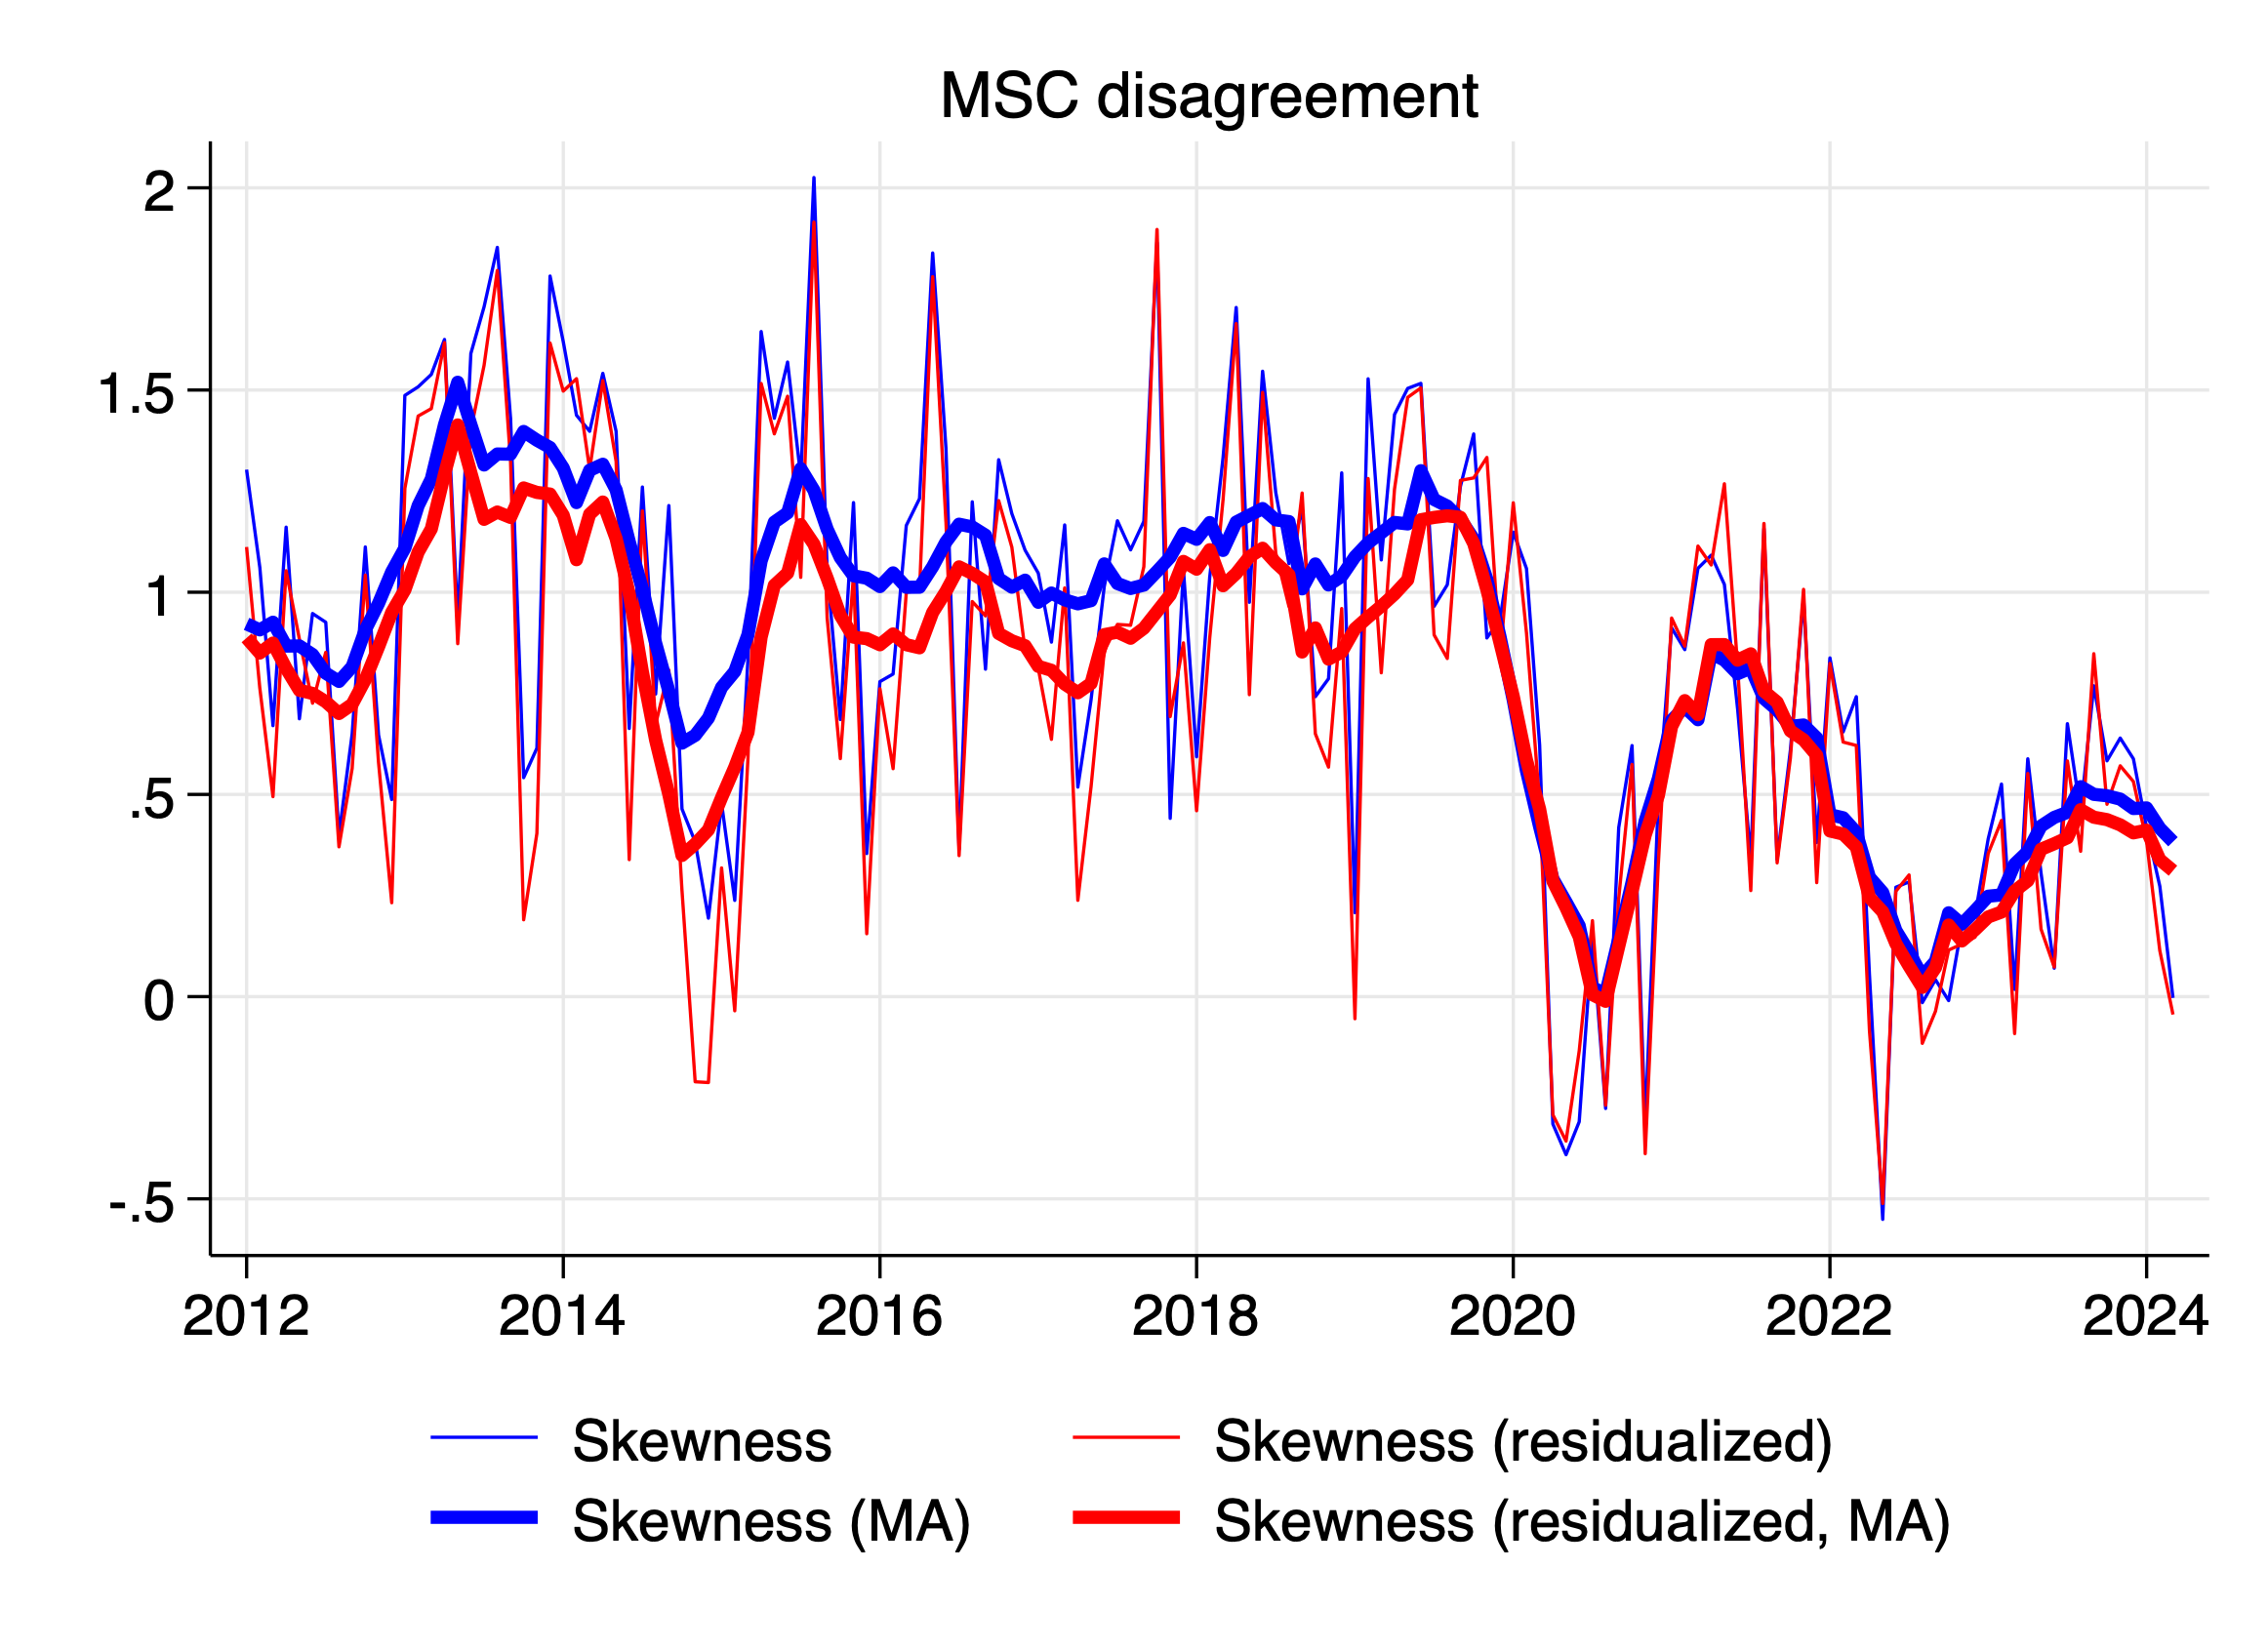 MSC disagreement
2
1.5
1
.5
0
-.5
2012 2014 2016 2018 2020 2022 2024
Skewness Skewness (residualized)
Skewness (MA) Skewness (residualized, MA)